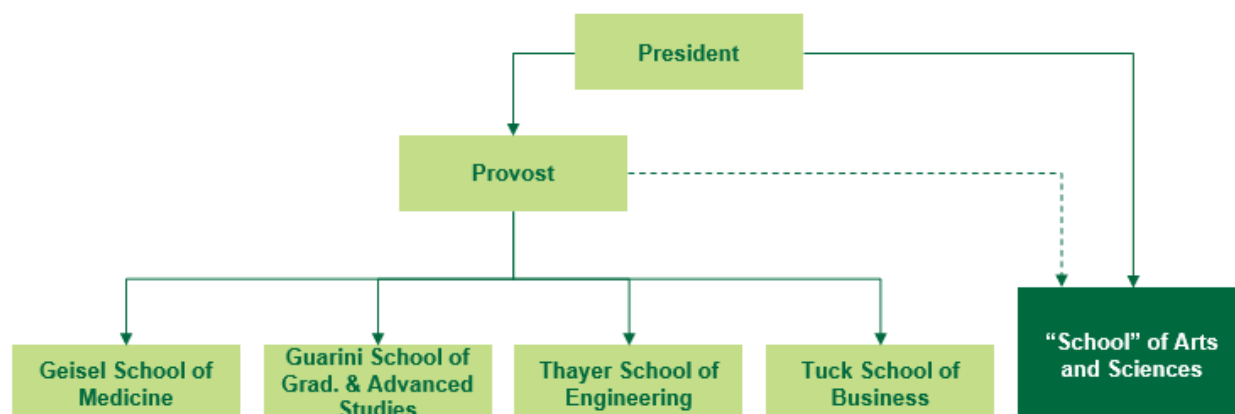 President
Provost
Geisel School of
Medicine
Guarini School of
Grad. & Advanced
Studies
Thayer School of
Engineering
Tuck School of
Business
“School” of Arts
and Sciences